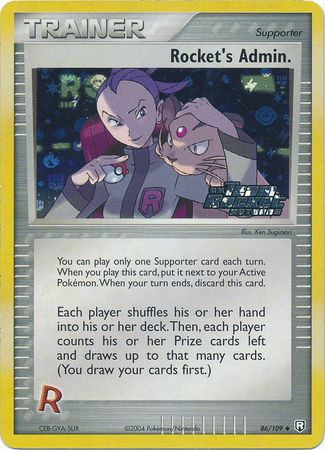 TRAINER
Supporter
Rocket's Admin.
R
EX TEAM
ROCKET
RETURNS
Illus. Ken Sugimori
You can play only one Supporter card each turn.
When you play this card, put it next to your Active
Pokémon. When your turn ends, discard this card.
Each player shuffles his or her hand
into his or her deck. Then, each player
counts his or her Prize cards left
and draws up to that many cards.
(You draw your cards first.)
R
CEB-GYA-SUX
©2004 Pokémon/Nintendo.
86/109
R